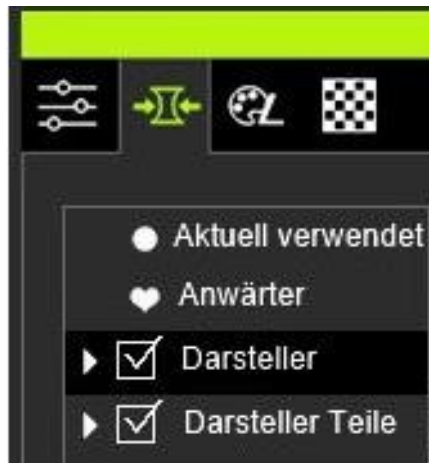 Aktuell verwendet
Anwärter
Darsteller
Darsteller Teile